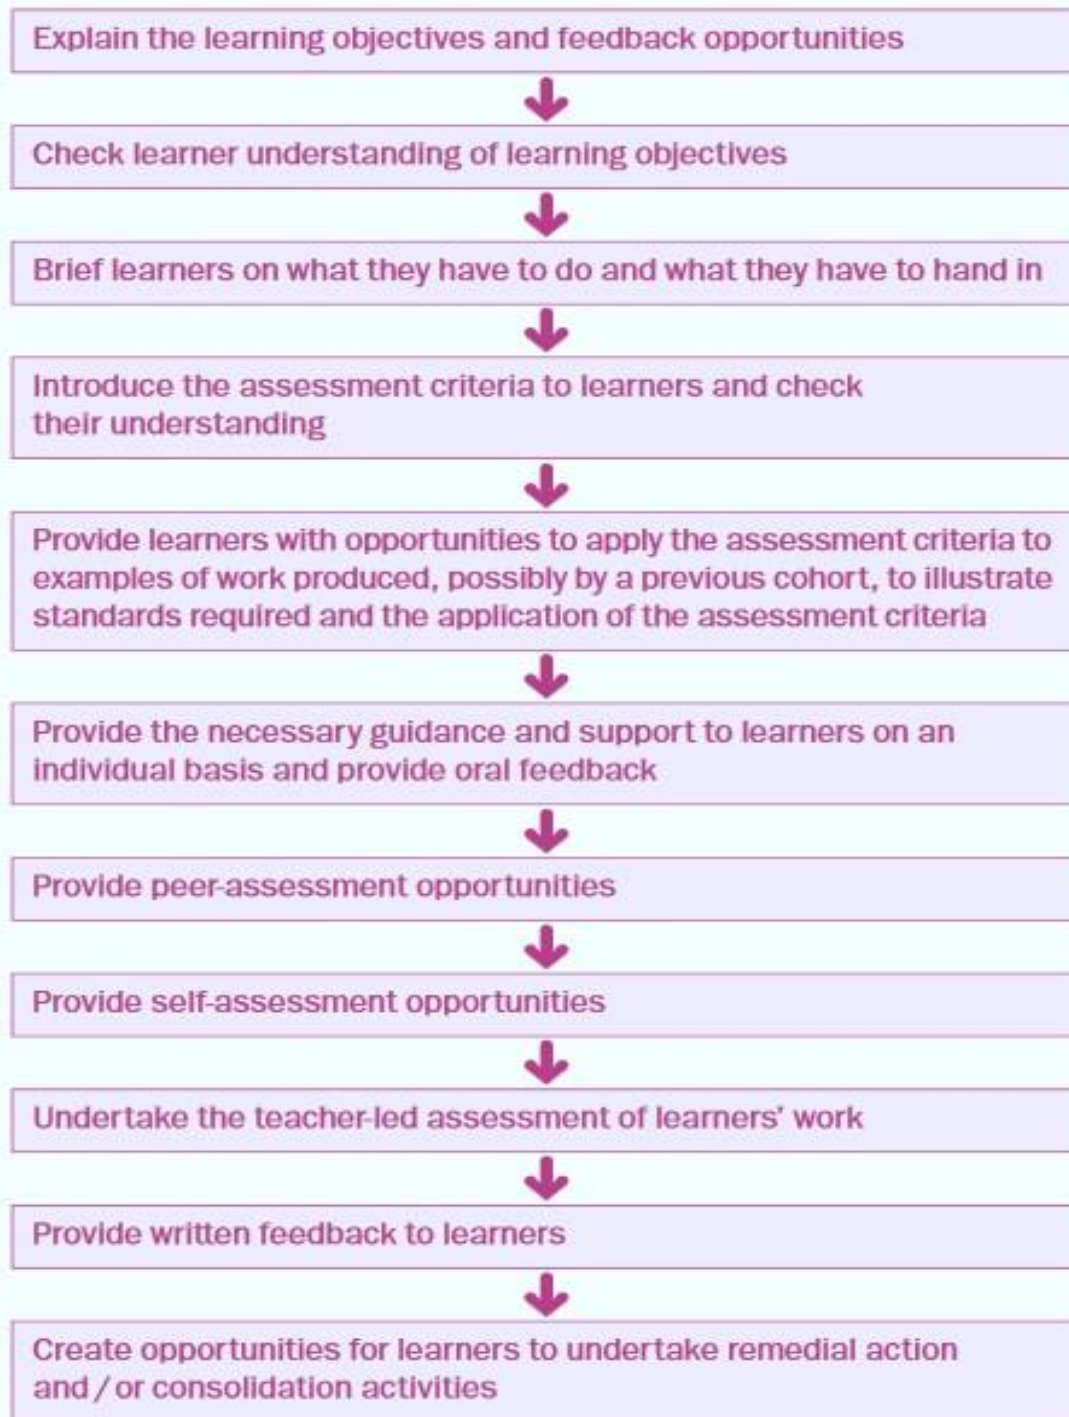 Explain the learning objectives and feedback opportunities
Check learner understanding of learning objectives
Brief learners on what they have to do and what they have to hand in
Introduce the assessment criteria to learners and check
their understanding
Provide learners with opportunities to apply the assessment criteria to
examples of work produced, possibly by a previous cohort, to illustrate
standards required and the application of the assessment criteria
Provide the necessary guidance and support to learners on an
individual basis and provide oral feedback
Provide peer-assessment opportunities
Provide self-assessment opportunities
Undertake the teacher-led assessment of learners' work
Provide written feedback to learners
Create opportunities for learners to undertake remedial action
and / or consolidation activities